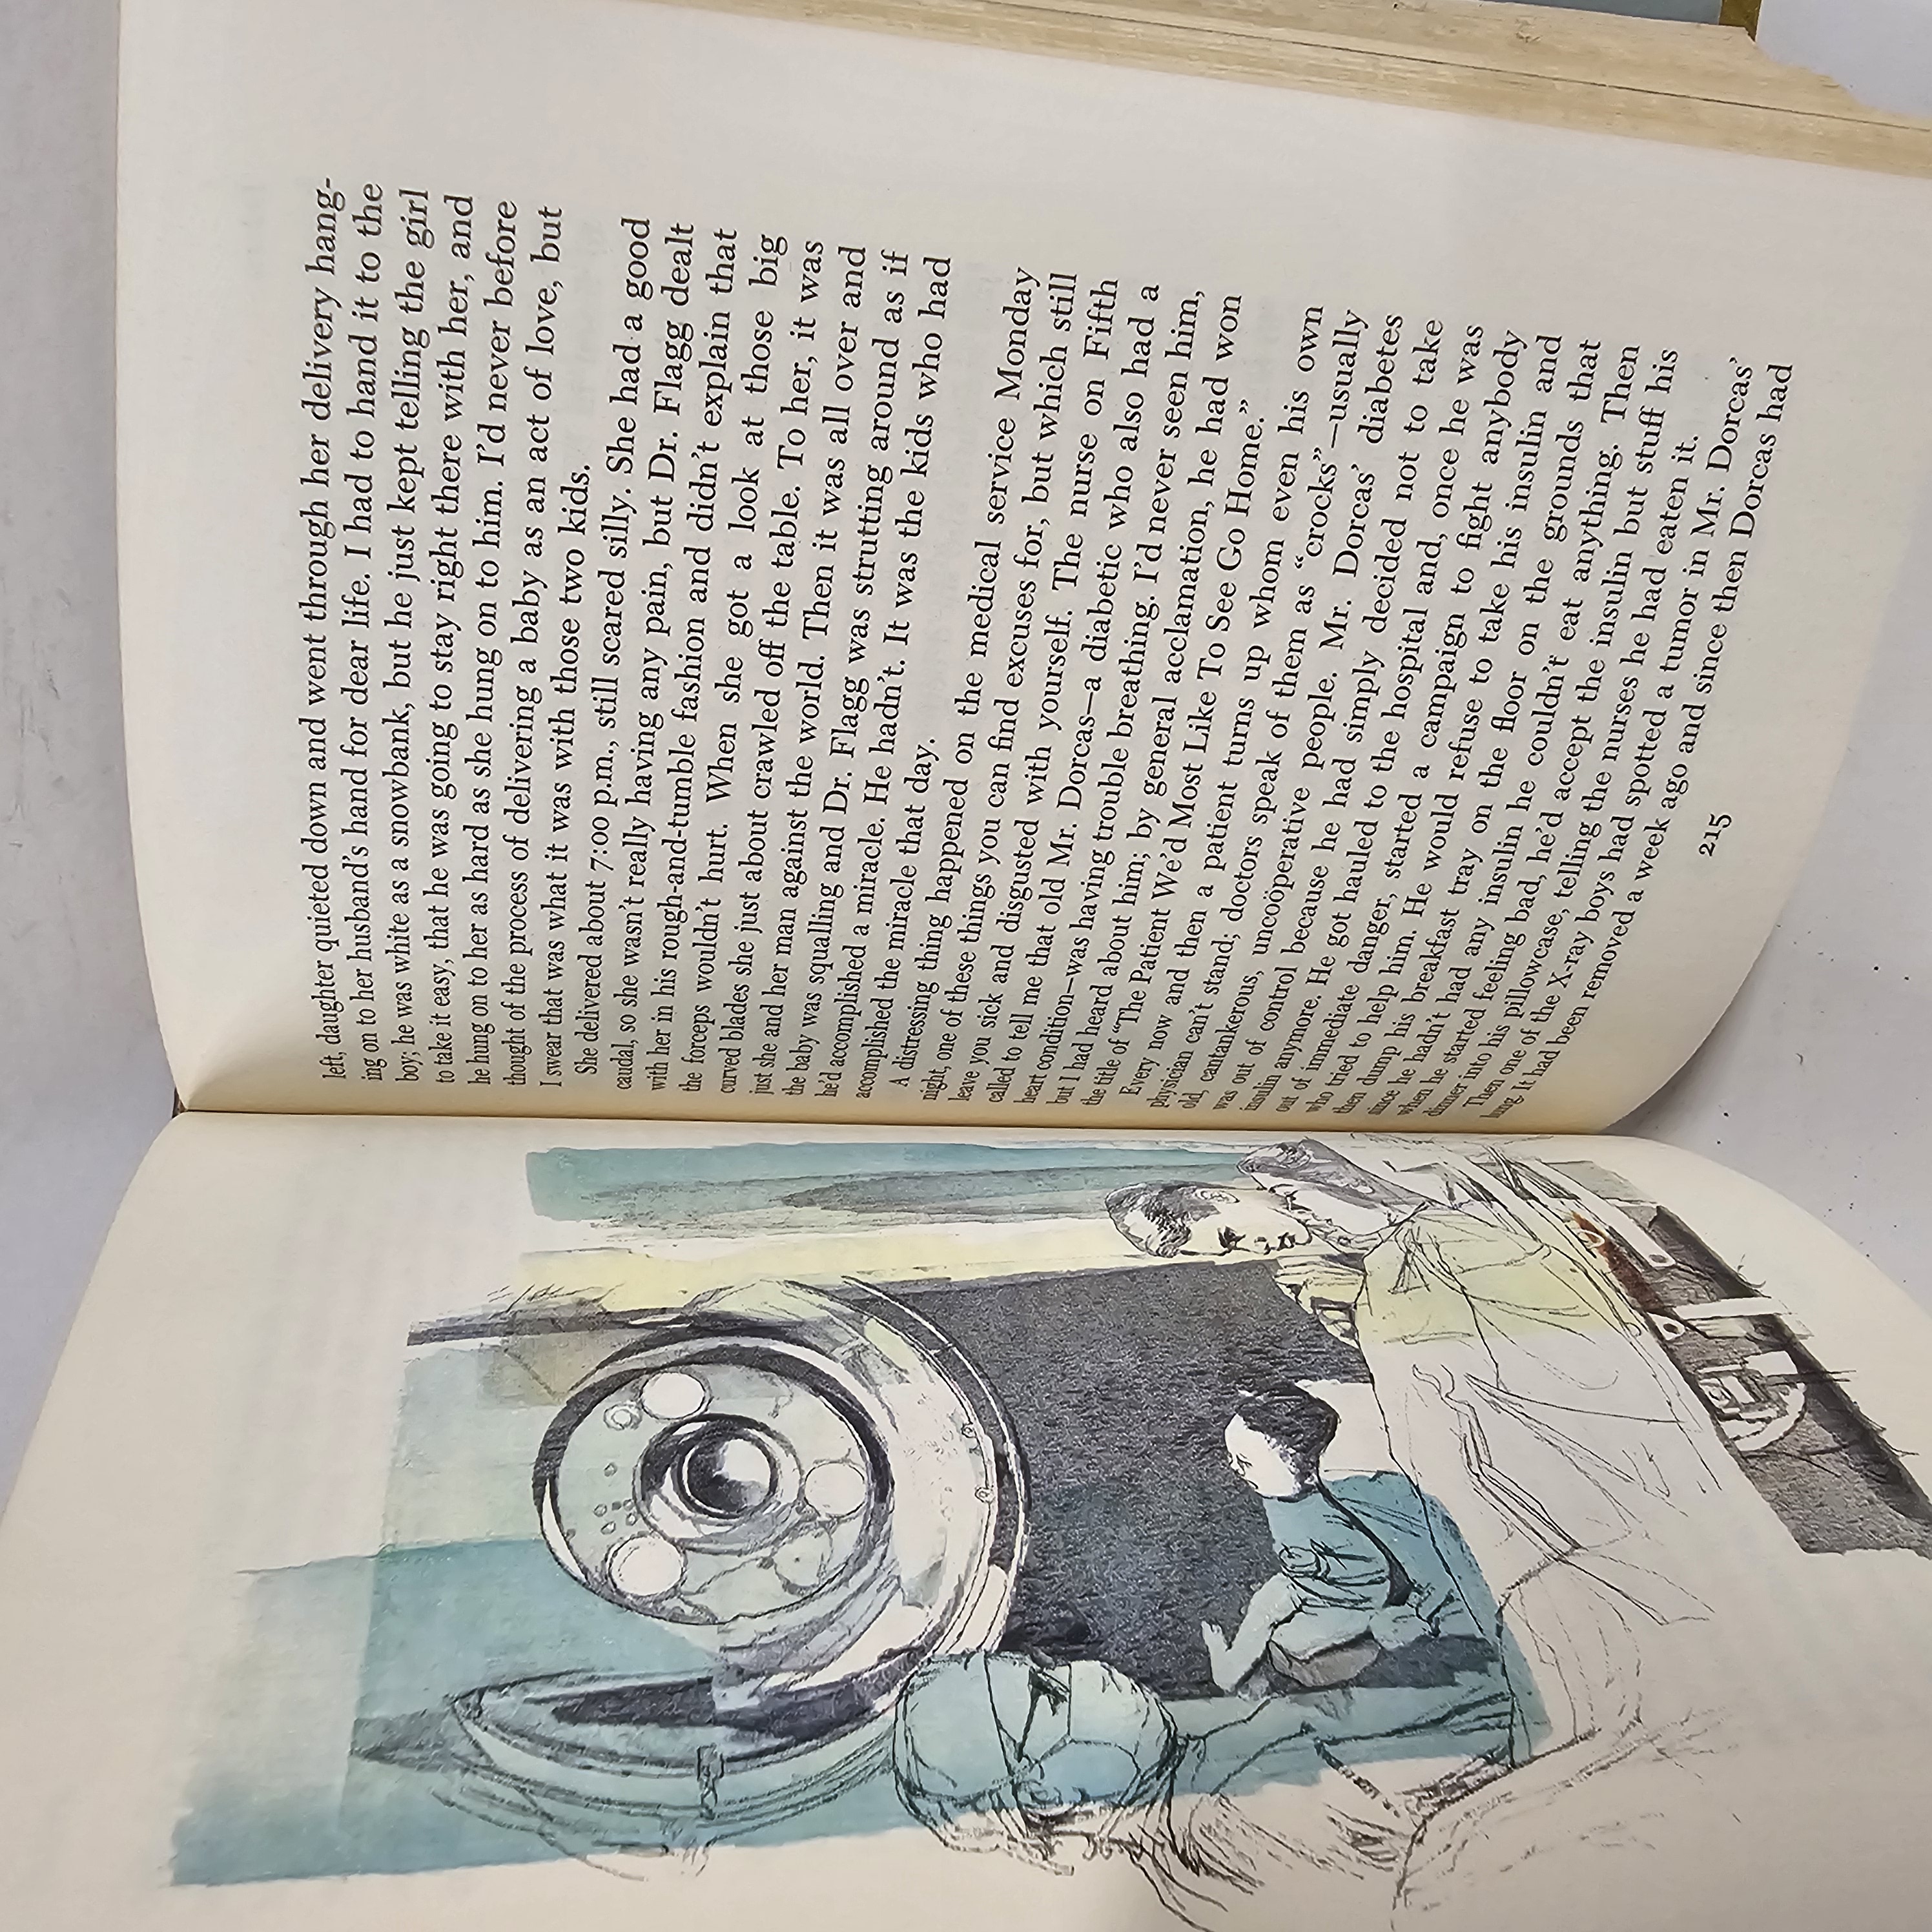 left, daughter quieted down and went through her delivery hang-
ing on to her husband's hand for dear life. I had to hand it to the
boy; he was white as a snowbank, but he just kept telling the girl
to take it easy, that he was going to stay right there with her, and
he hung on to her as hard as she hung on to him. I'd never before
thought of the process of delivering a baby as an act of love, but
I swear that was what it was with those two kids.
She delivered about 7:00 p.m., still scared silly. She had a good
caudal, so she wasn't really having any pain, but Dr. Flagg dealt
with her in his rough-and-tumble fashion and didn't explain that
the forceps wouldn't hurt. When she got a look at those big
curved blades she just about crawled off the table. To her, it was
just she and her man against the world. Then it was all over and
the baby was squalling and Dr. Flagg was strutting around as if
he'd accomplished a miracle. He hadn't. It was the kids who had
accomplished the miracle that day.
A distressing thing happened on the medical service Monday
night, one of these things you can find excuses for, but which still
leave you sick and disgusted with yourself. The nurse on Fifth
called to tell me that old Mr. Dorcas—a diabetic who also had a
heart condition—was having trouble breathing. I'd never seen him,
but I had heard about him; by general acclamation, he had won
the title of "The Patient We'd Most Like To See Go Home."
Every now and then a patient turns up whom even his own
physician can't stand; doctors speak of them as "crocks"—usually
old, cantankerous, uncoöperative people. Mr. Dorcas' diabetes
was out of control because he had simply decided not to take
insulin anymore. He got hauled to the hospital and, once he was
out of immediate danger, started a campaign to fight anybody
who tried to help him. He would refuse to take his insulin and
then dump his breakfast tray on the floor on the grounds that
since he hadn't had any insulin he couldn't eat anything. Then
when he started feeling bad, he'd accept the insulin but stuff his
dinner into his pillowcase, telling the nurses he had eaten it.
Then one of the X-ray boys had spotted a tumor in Mr. Dorcas'
lung. It had been removed a week ago and since then Dorcas had
215